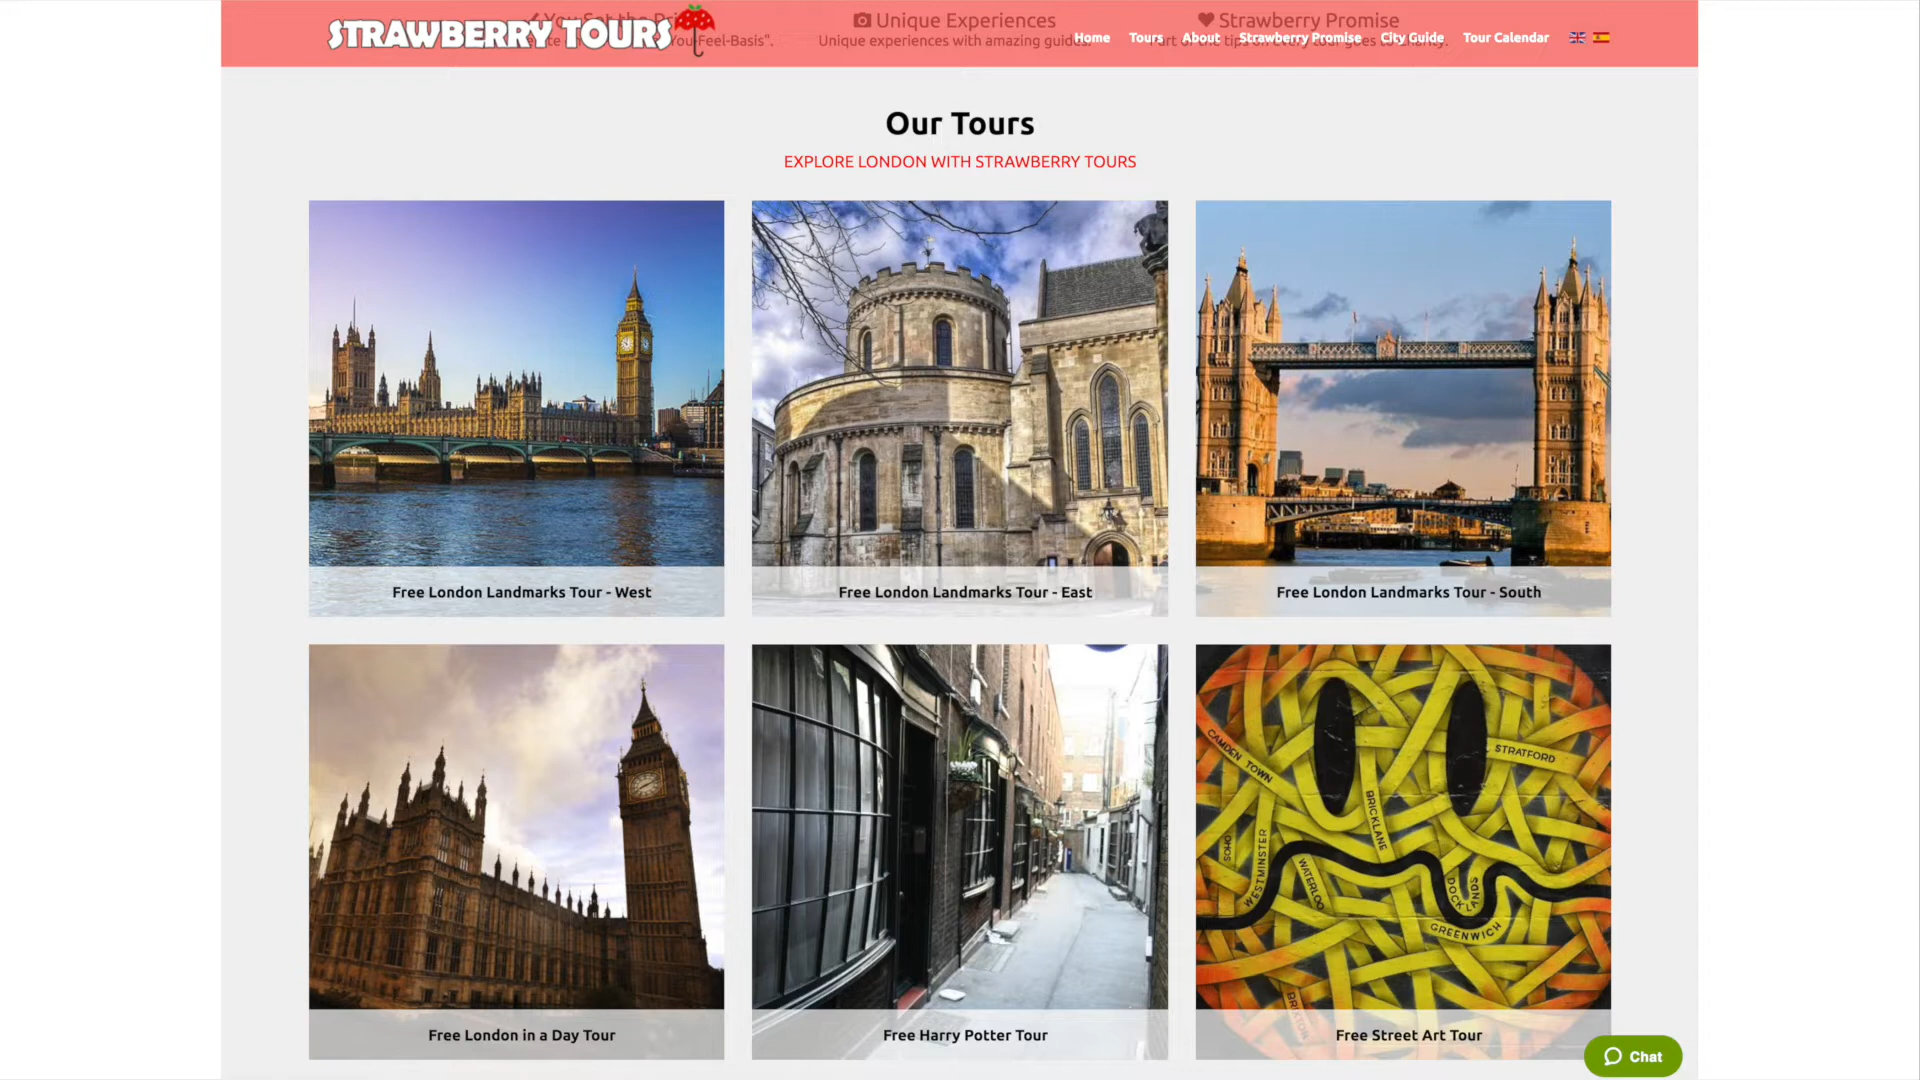 STRAWBERRY TOURS
Unique Experiences
Strawberry Promise
You-Feel-Basis".
Unique experiences with amazing guides.
Home
Tours
About
Strawberry Promise
City Guide
Tour Calendar
Our Tours
EXPLORE LONDON WITH STRAWBERRY TOURS
Free London Landmarks Tour - West
Free London Landmarks Tour - East
Free London Landmarks Tour - South
CAMDEN TOWN
STRATFORD
BRICKLANE
SOHO
WESTMINSTER
WATERLOO
DOCKLANDS
GREENWICH
BRIXTON
Free London in a Day Tour
Free Harry Potter Tour
Free Street Art Tour
Chat